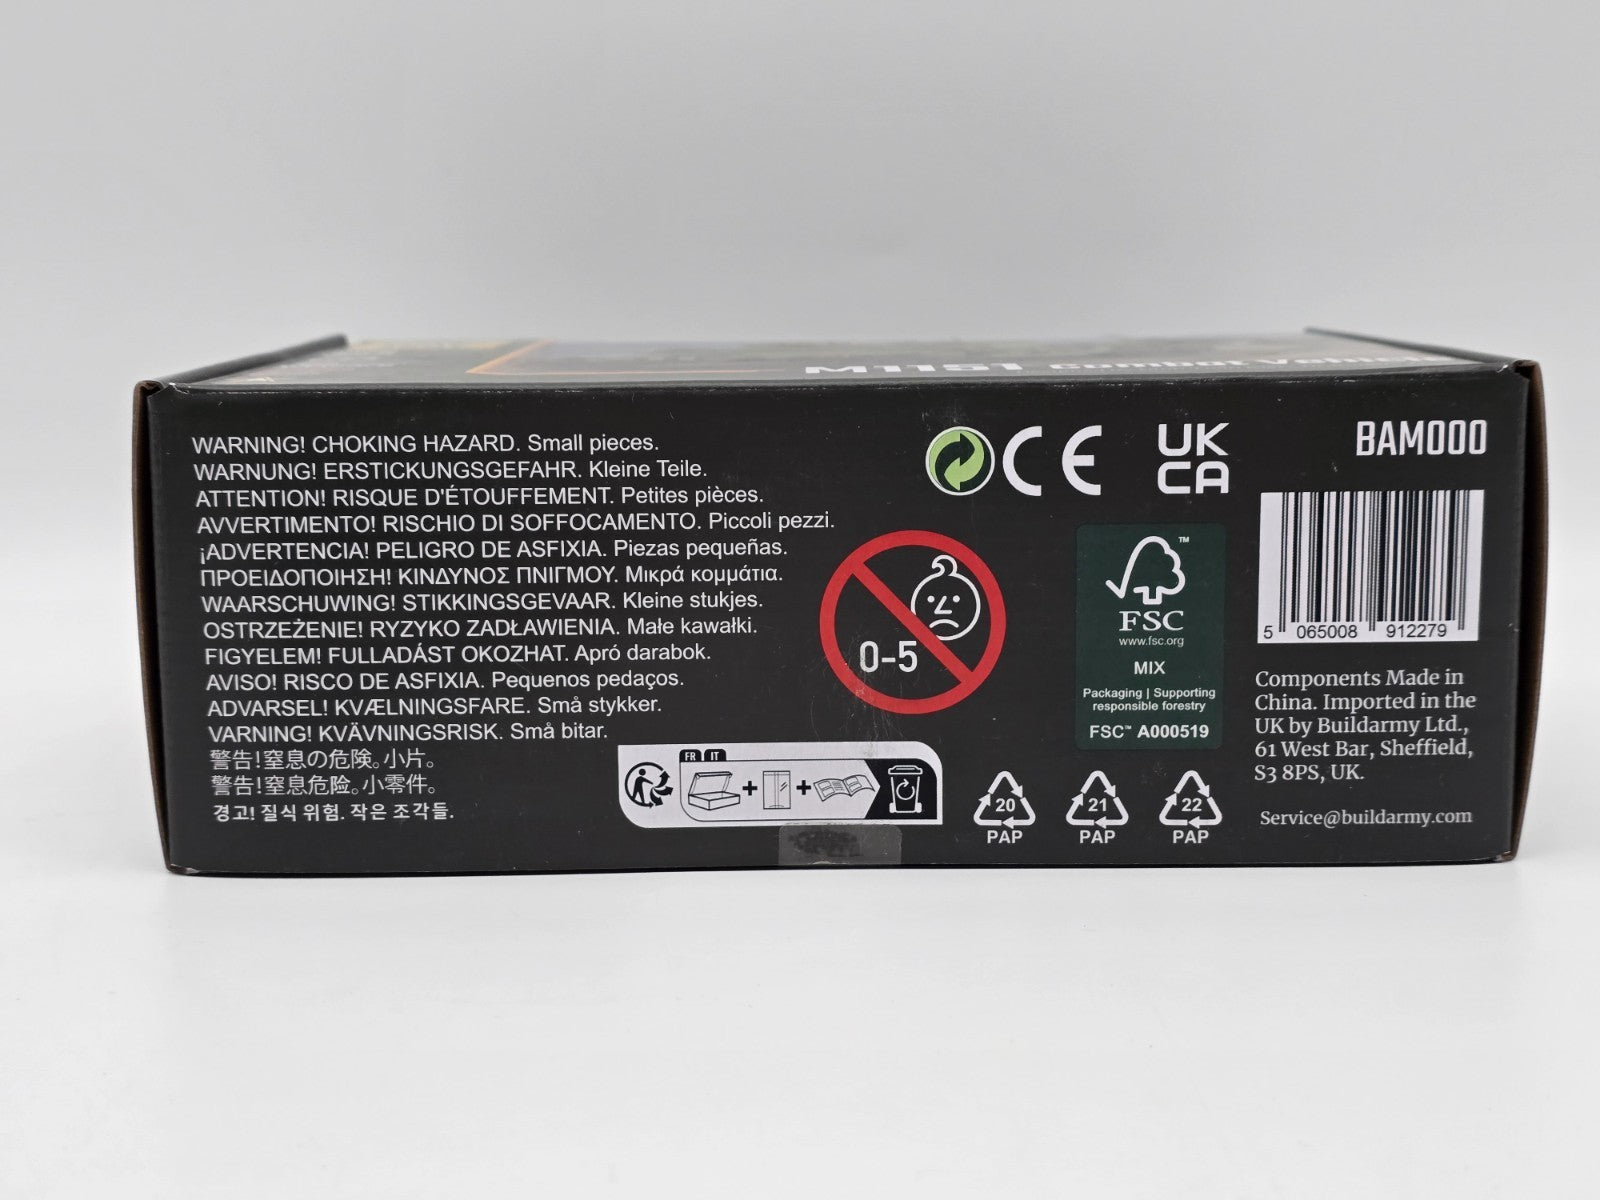 M1151 Combat Vehicle
WARNING! CHOKING HAZARD. Small pieces.
WARNUNG! ERSTICKUNGSGEFAHR. Kleine Teile.
ATTENTION! RISQUE D'ÉTOUFFEMENT. Petites pièces.
AVVERTIMENTO! RISCHIO DI SOFFOCAMENTO. Piccoli pezzi.
¡ADVERTENCIA! PELIGRO DE ASFIXIA. Piezas pequeñas.
ΠΡΟΕΙΔΟΠΟΙΗΣΗ! ΚΙΝΔΥΝΟΣ ΠΝΙΓΜΟΥ. Μικρά κομμάτια.
WAARSCHUWING! STIKKINGSGEVAAR. Kleine stukjes.
OSTRZEŻENIE! RYZYKO ZADŁAWIENIA. Małe kawałki.
FIGYELEM! FULLADÁST OKOZHAT. Apró darabok.
AVISO! RISCO DE ASFIXIA. Pequenos pedaços.
ADVARSEL! KVÆLNINGSFARE. Små stykker.
VARNING! KVÄVNINGSRISK. Små bitar.
警告!窒息の危険。小片。
警告!窒息危险。小零件。
경고! 질식 위험. 작은 조각들.
FR IT
0-5
CE
UK
CA
FSC
™
www.fsc.org
MIX
Packaging | Supporting
responsible forestry
FSC™ A000519
20
PAP
21
PAP
22
PAP
BAM000
5 065008 912279
Components Made in
China. Imported in the
UK by Buildarmy Ltd.,
61 West Bar, Sheffield,
S3 8PS, UK.
Service@buildarmy.com